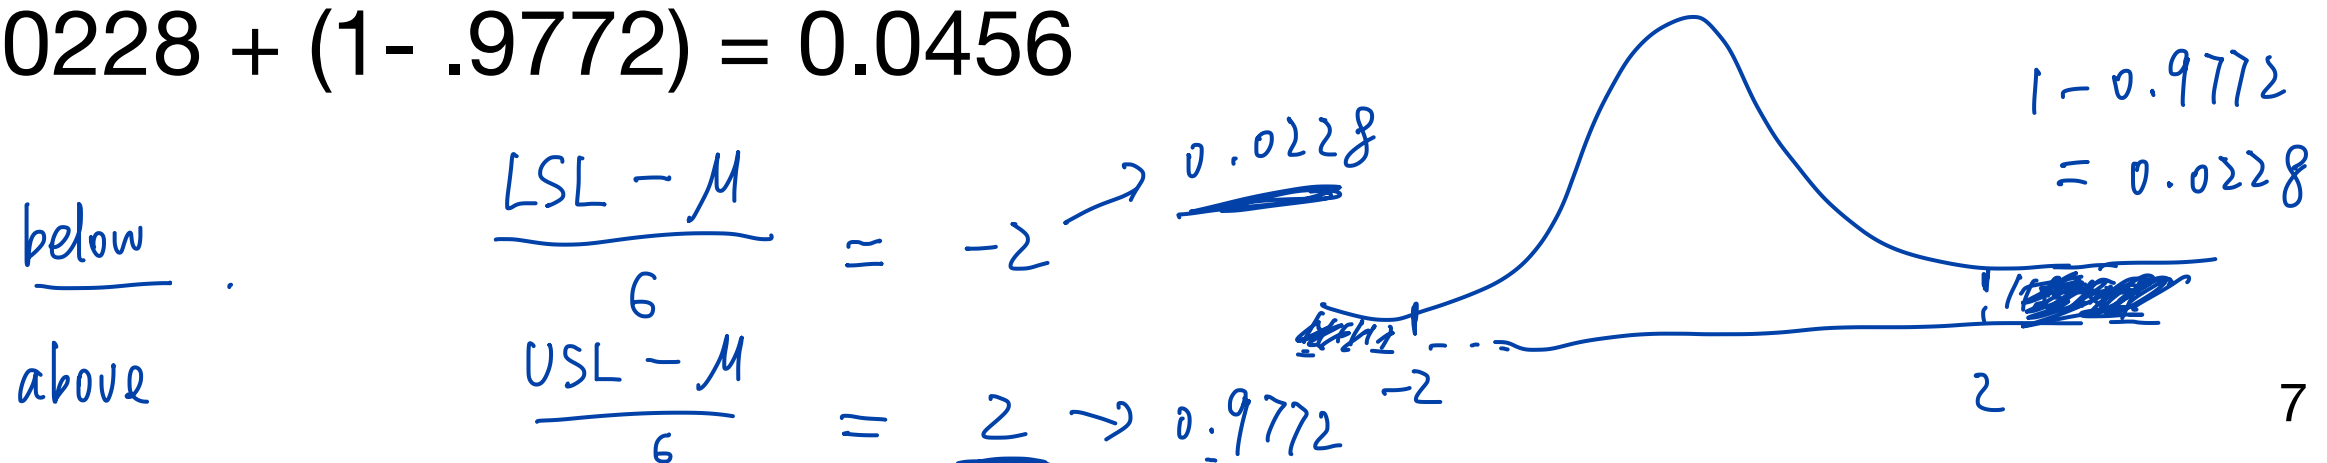 0228 + (1- .9772) = 0.0456
1 - 0.9772
= 0.0228
below
LSL - μ
6
= -2 → 0.0228
above
USL - μ
6
= 2 → 0.9772
-2
2
7